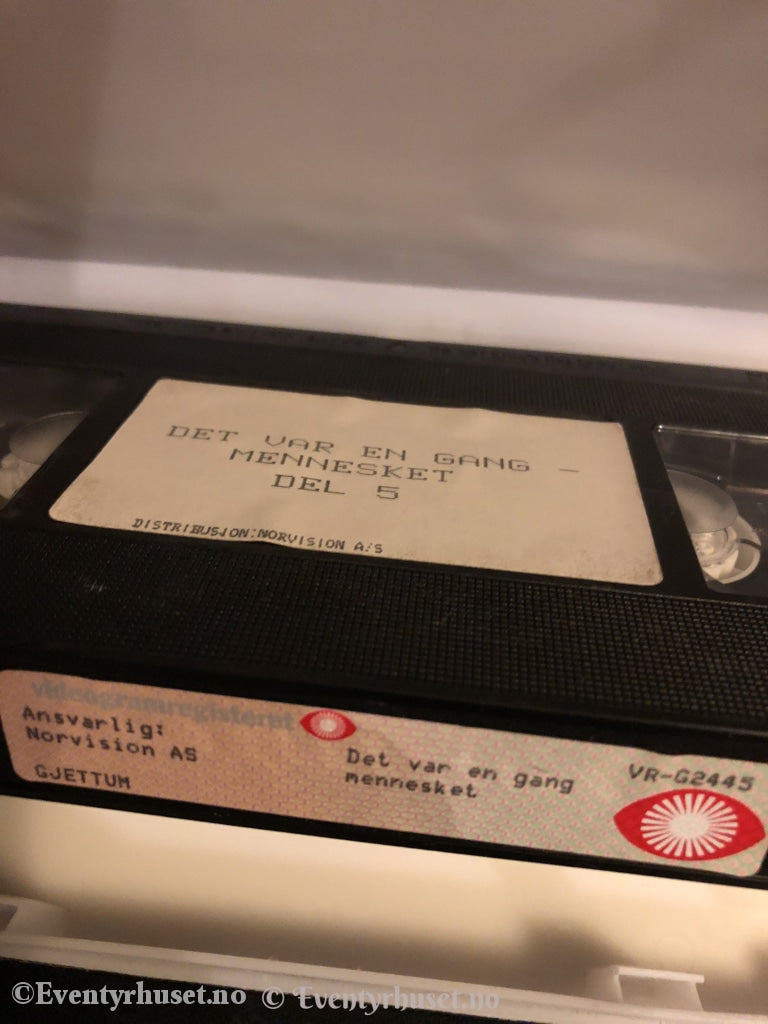 DET VAR EN GANG -
MENNESKET
DEL 5
DISTRIBUSJON:NORVISION A/S
videogramregisteret
Ansvarlig:
Norvision AS
GJETTUM
Det var en gang
mennesket
VR-G2445
©Eventyrhuset.no © Eventyrhuset.no